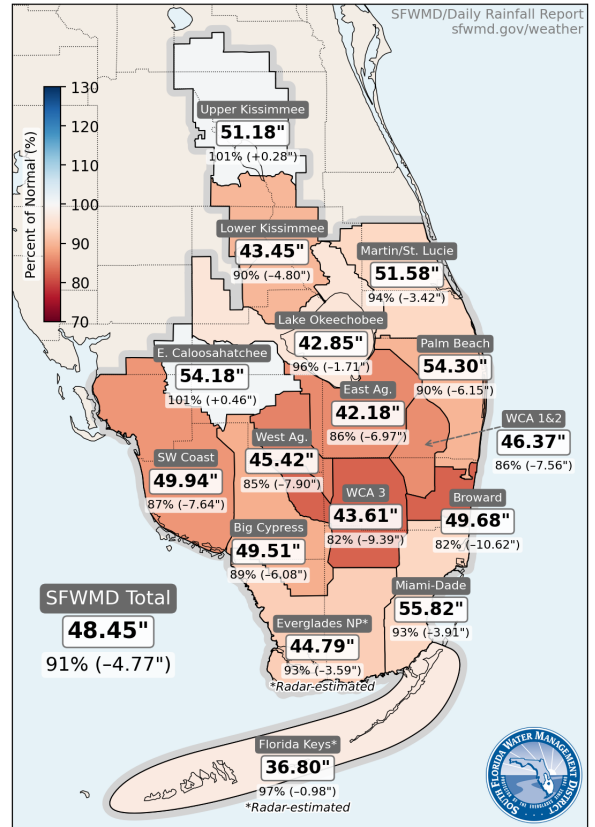 SFWMD/Daily Rainfall Report
sfwmd.gov/weather
Percent of Normal (%)
130
120
110
100
90
80
70
Upper Kissimmee
51.18"
101% (+0.28")
Lower Kissimmee
43.45"
90% (–4.80")
Martin/St. Lucie
51.58"
94% (–3.42")
Lake Okeechobee
42.85"
96% (–1.71")
E. Caloosahatchee
54.18"
101% (+0.46")
Palm Beach
54.30"
90% (–6.15")
East Ag.
42.18"
86% (–6.97")
WCA 1&2
46.37"
86% (–7.56")
West Ag.
45.42"
85% (–7.90")
SW Coast
49.94"
87% (–7.64")
WCA 3
43.61"
82% (–9.39")
Broward
49.68"
82% (–10.62")
Big Cypress
49.51"
89% (–6.08")
Miami-Dade
55.82"
93% (–3.91")
SFWMD Total
48.45"
91% (–4.77")
Everglades NP*
44.79"
93% (–3.59")
*Radar-estimated
Florida Keys*
36.80"
97% (–0.98")
*Radar-estimated
SOUTH FLORIDA WATER MANAGEMENT DISTRICT